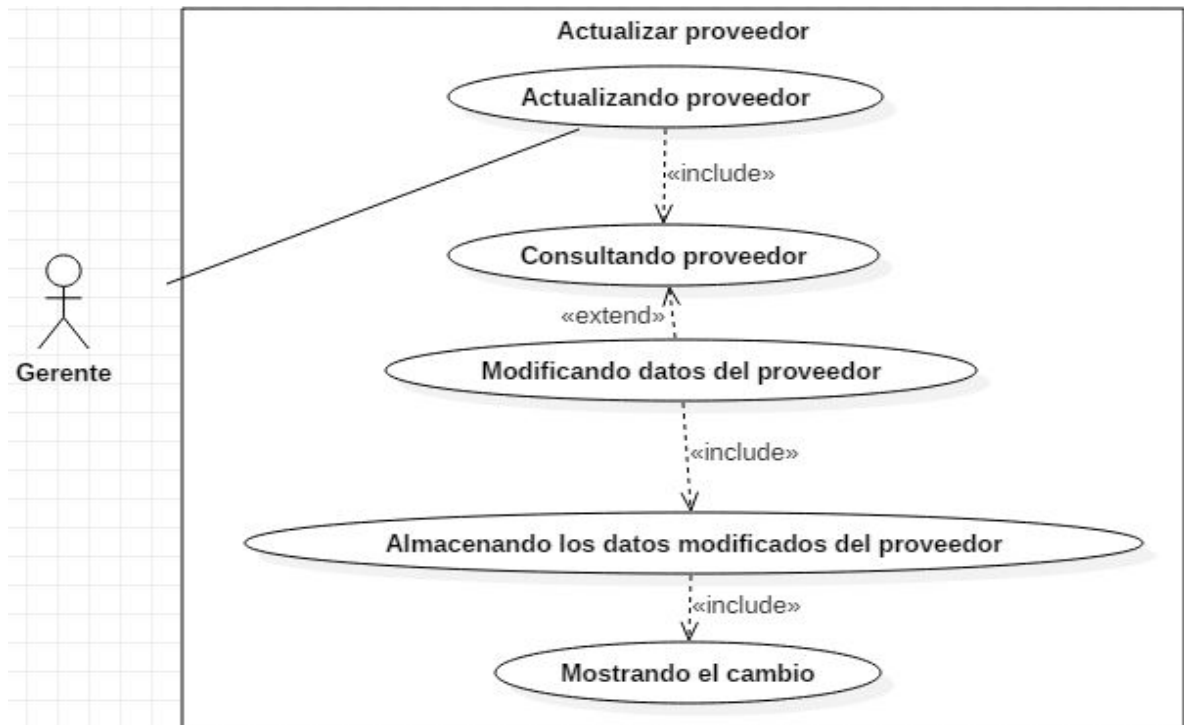 Actualizar proveedor
Actualizando proveedor
«include»
Consultando proveedor
«extend»
Modificando datos del proveedor
Gerente
«include»
Almacenando los datos modificados del proveedor
«include»
Mostrando el cambio